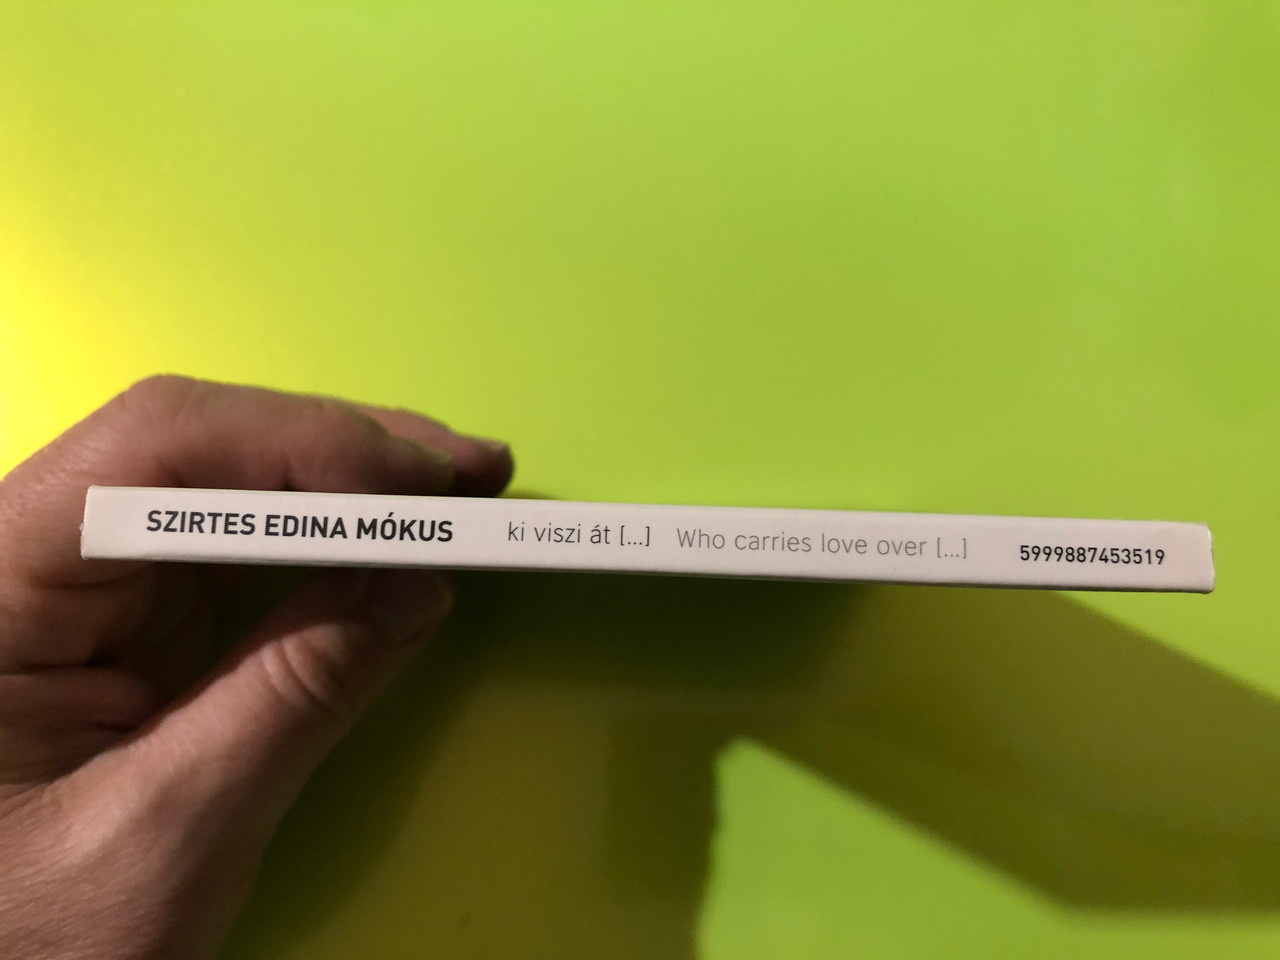 SZIRTES EDINA MÓKUS ki viszi át [...] Who carries love over [...] 5999887453519